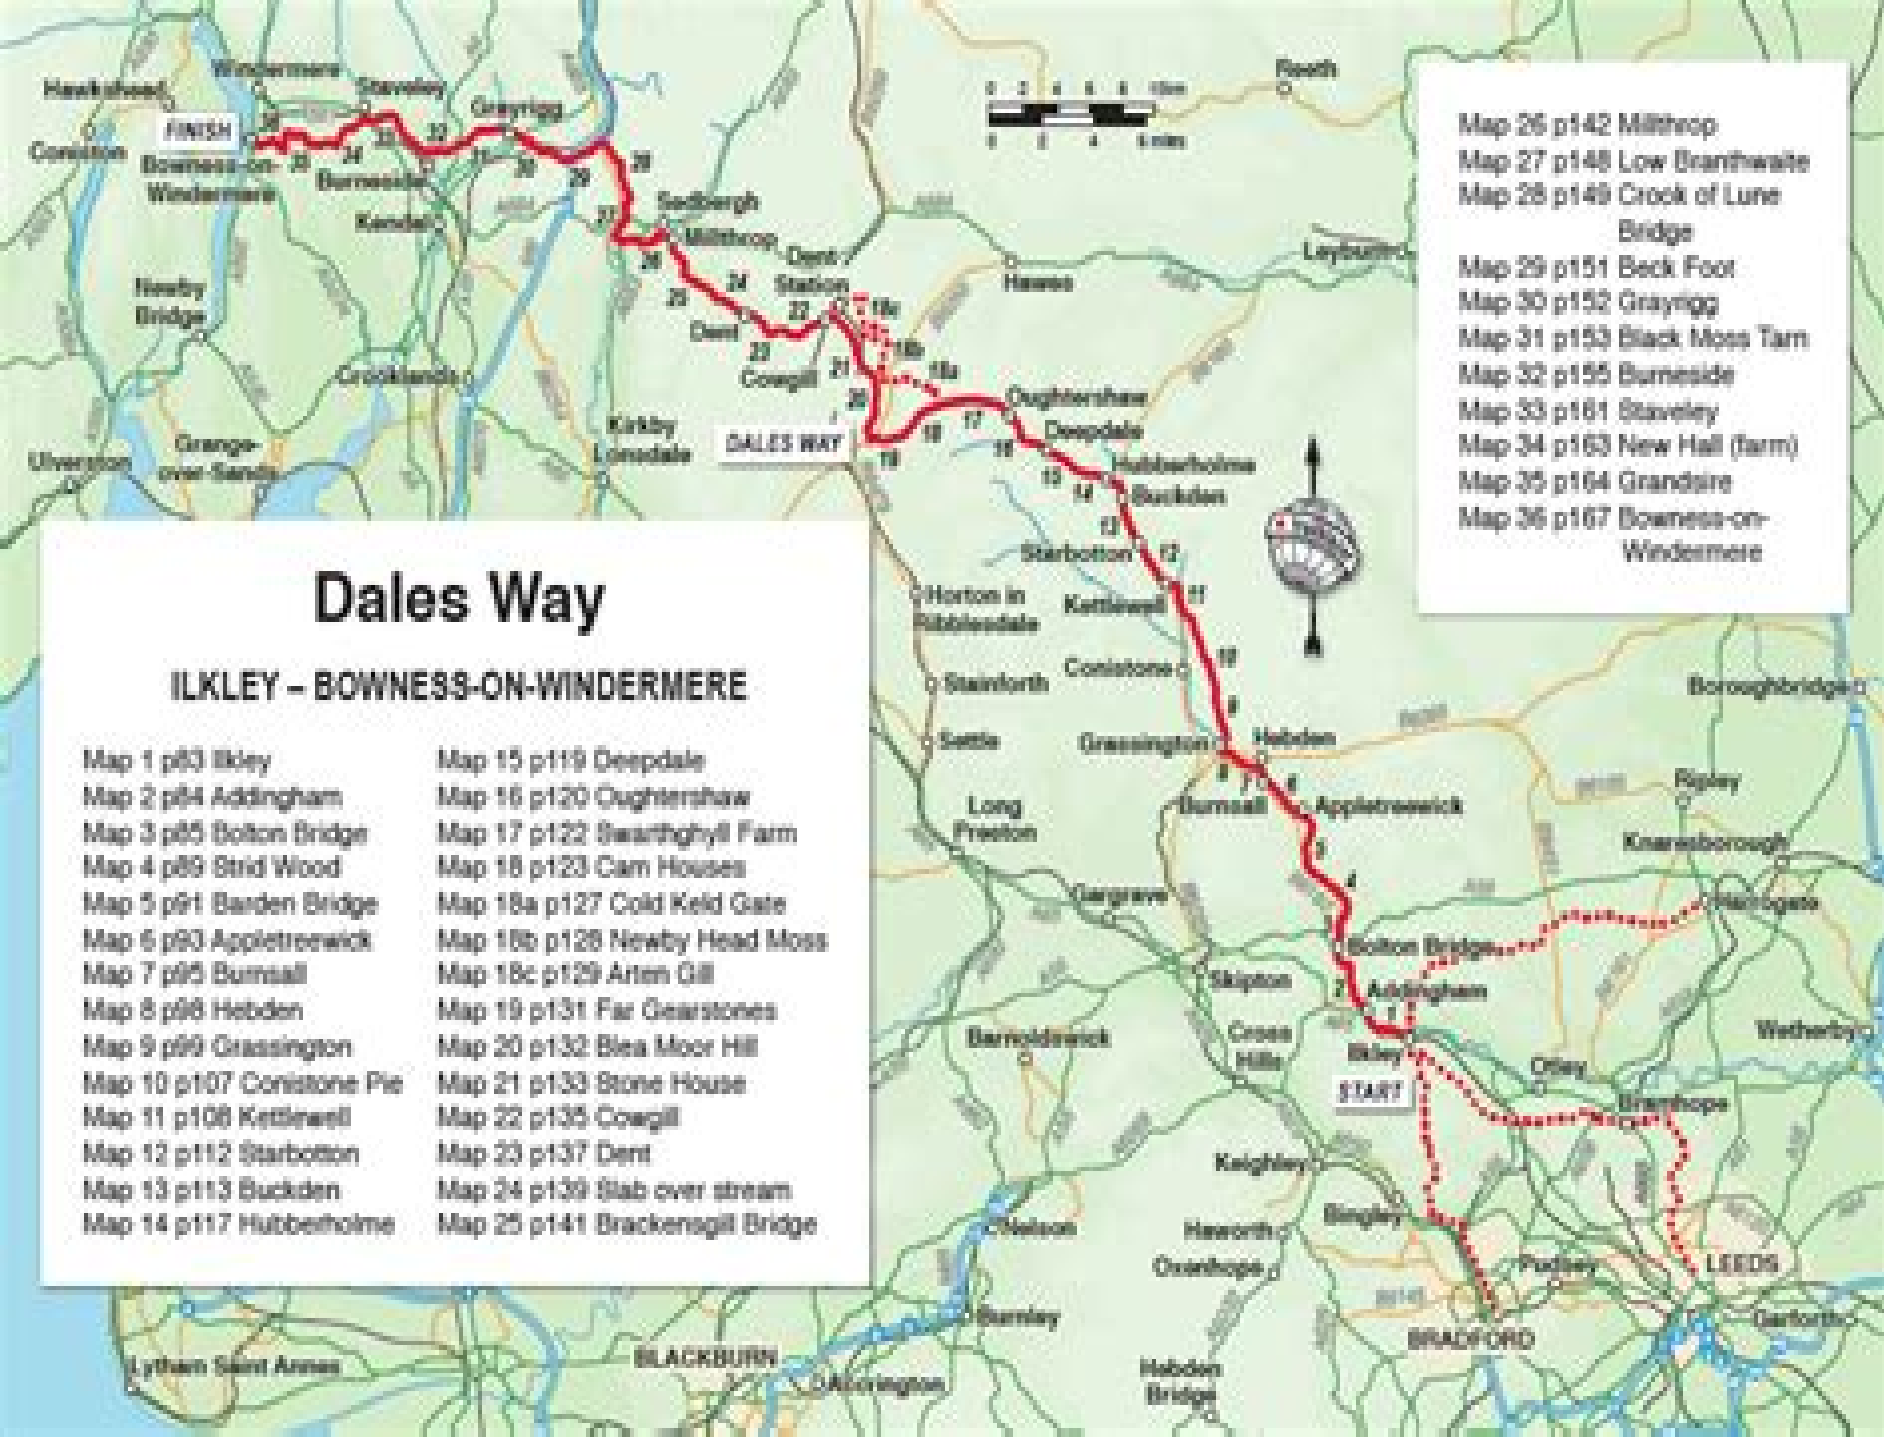 Dales Way
ILKLEY – BOWNESS-ON-WINDERMERE
Map 1 p83 Ilkley
Map 2 p84 Addingham
Map 3 p85 Bolton Bridge
Map 4 p89 Strid Wood
Map 5 p91 Barden Bridge
Map 6 p93 Appletreewick
Map 7 p95 Burnsall
Map 8 p98 Hebden
Map 9 p99 Grassington
Map 10 p107 Conistone Pie
Map 11 p108 Kettlewell
Map 12 p112 Starbotton
Map 13 p113 Buckden
Map 14 p117 Hubberholme
Map 15 p119 Deepdale
Map 16 p120 Oughtershaw
Map 17 p122 Swarthghyll Farm
Map 18 p123 Cam Houses
Map 18a p127 Cold Keld Gate
Map 18b p128 Newby Head Moss
Map 18c p129 Arten Gill
Map 19 p131 Far Gearstones
Map 20 p132 Blea Moor Hill
Map 21 p133 Stone House
Map 22 p135 Cowgill
Map 23 p137 Dent
Map 24 p139 Slab over stream
Map 25 p141 Brackensgill Bridge
Map 26 p142 Millthrop
Map 27 p148 Low Branthwaite
Map 28 p149 Crook of Lune
Bridge
Map 29 p151 Beck Foot
Map 30 p152 Grayrigg
Map 31 p153 Black Moss Tarn
Map 32 p155 Burneside
Map 33 p161 Staveley
Map 34 p163 New Hall (farm)
Map 35 p164 Grandsire
Map 36 p167 Bowness-on-
Windermere
Windermere
Hawkshead
Staveley
Grayrigg
FINISH
Coniston
Bowness-on-
Windermere
Burneside
Kendal
Sedbergh
Millthrop
Dent
Station
Newby
Bridge
Dent
Cowgill
Crooklands
Kirkby
Lonsdale
DALES WAY
Grange-
over-Sands
Ulverston
Reeth
0 2 4 6 8 10km
0 2 4 6 miles
Leyburn
Hawes
Oughtershaw
Deepdale
Hubberholme
Buckden
Starbotton
Kettlewell
Horton in
Ribblesdale
Conistone
Stainforth
Settle
Grassington
Hebden
Burnsall
Appletreewick
Long
Preston
Gargrave
Boroughbridge
Ripley
Knaresborough
Harrogate
Bolton Bridge
Skipton
Addingham
Barnoldswick
Cross
Hills
Ilkley
START
Otley
Wetherby
Bramhope
Keighley
Bingley
Haworth
Oxenhope
Nelson
Pudsey
LEEDS
Garforth
BRADFORD
Burnley
BLACKBURN
Accrington
Hebden
Bridge
Lytham Saint Annes